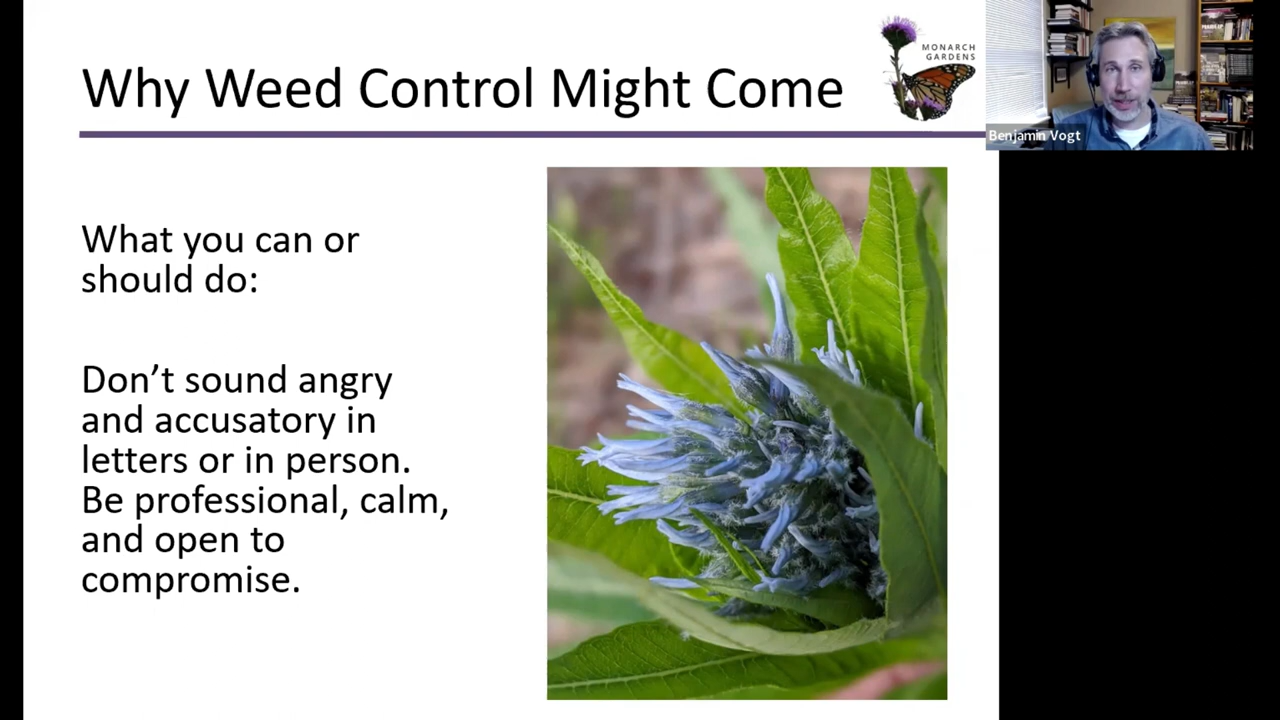 Why Weed Control Might Come
MONARCH
GARDENS
Benjamin Vogt
What you can or
should do:
Don’t sound angry
and accusatory in
letters or in person.
Be professional, calm,
and open to
compromise.